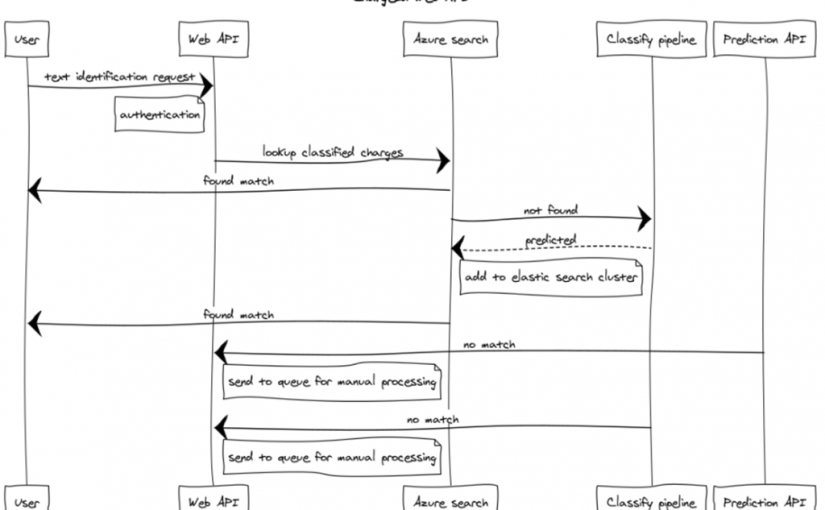 User
Web API
Azure search
Classify pipeline
Prediction API
text identification request
authentication
lookup classified charges
found match
not found
predicted
add to elastic search cluster
found match
no match
send to queue for manual processing
no match
send to queue for manual processing
User
Web API
Azure search
Classify pipeline
Prediction API